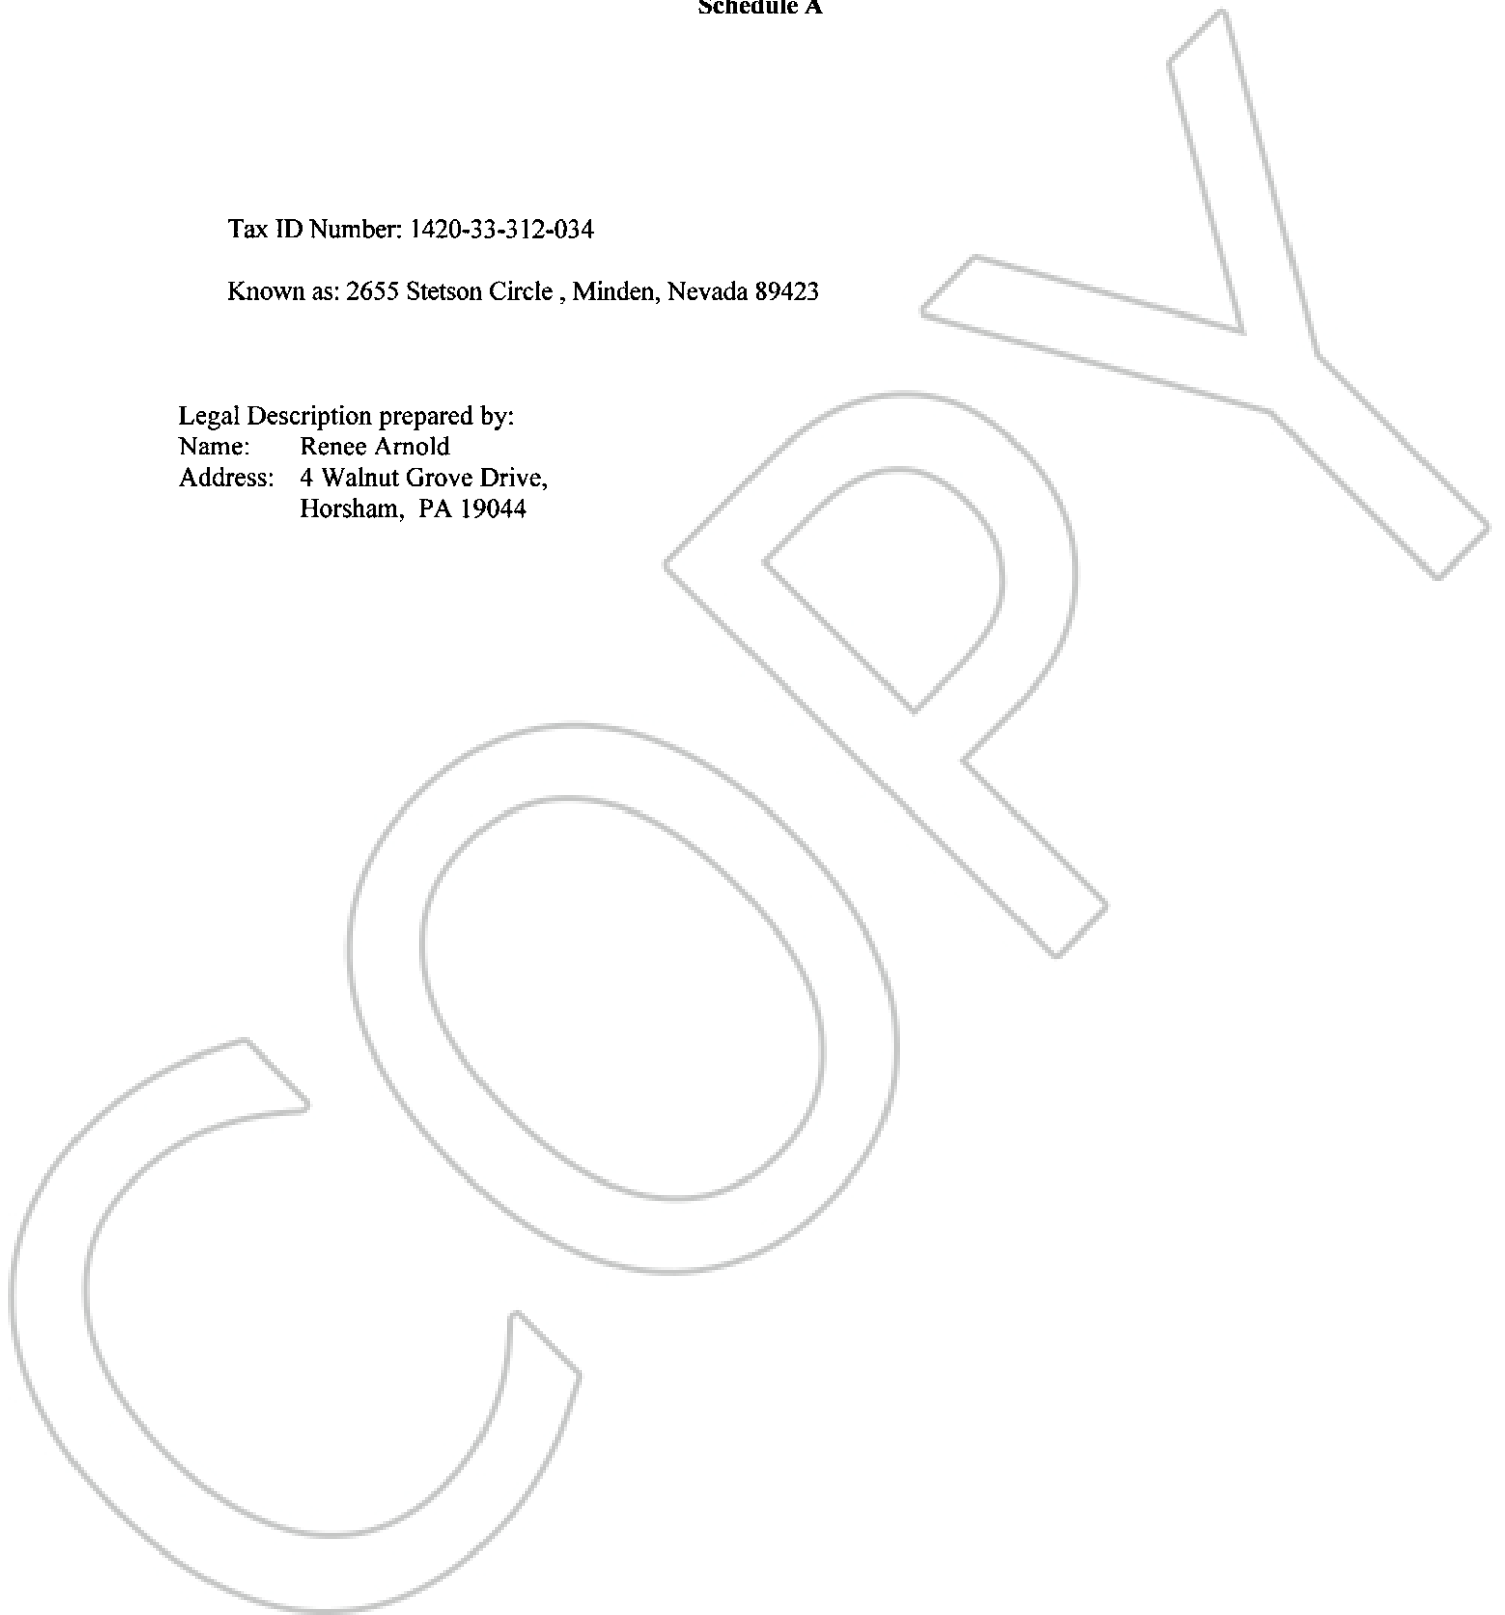 Schedule A
Tax ID Number: 1420-33-312-034
Known as: 2655 Stetson Circle , Minden, Nevada 89423
Legal Description prepared by:
Name: Renee Arnold
Address: 4 Walnut Grove Drive,
Horsham, PA 19044
COPY